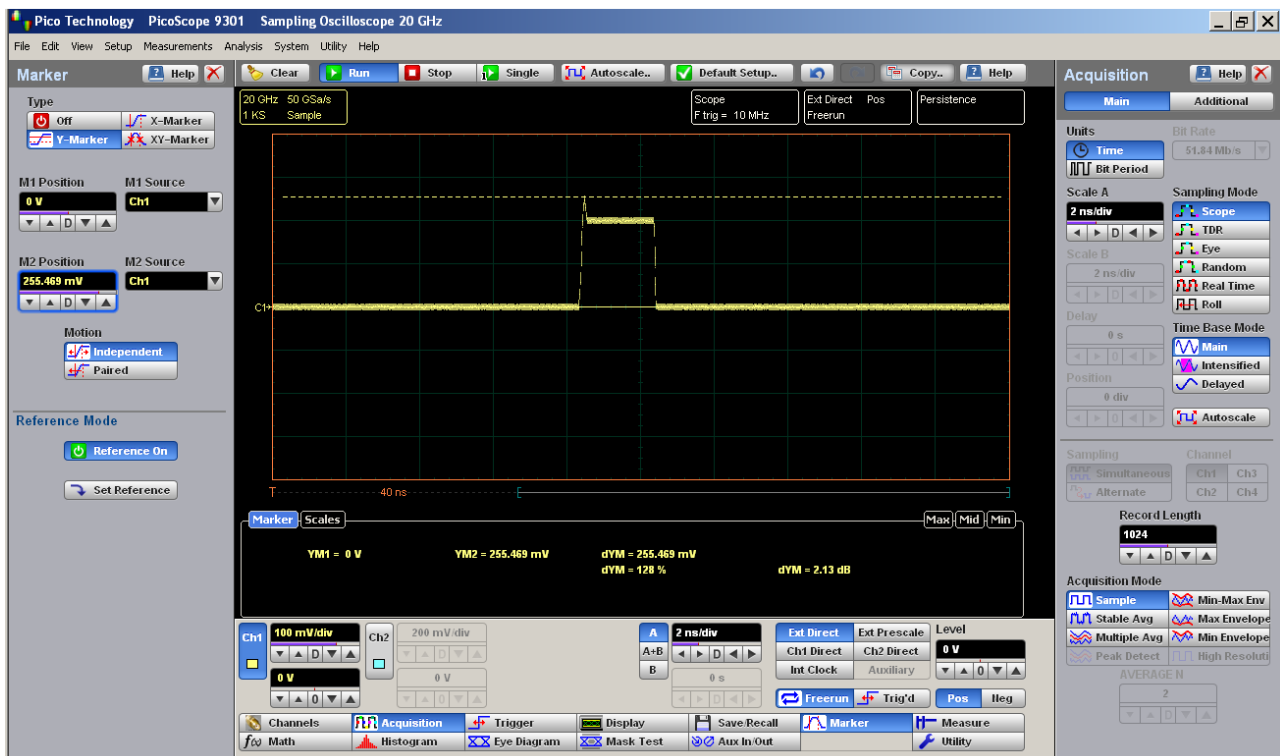 Pico Technology PicoScope 9301 Sampling Oscilloscope 20 GHz
File Edit View Setup Measurements Analysis System Utility Help
Marker Help
Clear Run Stop Single Autoscale.. Default Setup.. Copy.. Help
Acquisition Help
Main Additional
Type
Off X-Marker
Y-Marker XY-Marker
M1 Position M1 Source
0 V Ch1
D
M2 Position M2 Source
255.469 mV Ch1
D
Motion
Independent
Paired
Reference Mode
Reference On
Set Reference
20 GHz 50 GSa/s
1 KS Sample
Scope
F trig = 10 MHz
Ext Direct Pos
Freerun
Persistence
C1
T 40 ns
Marker Scales Max Mid Min
YM1 = 0 V YM2 = 255.469 mV dYM = 255.469 mV
dYM = 128 % dYM = 2.13 dB
Ch1 100 mV/div
D
0 V
0
Ch2 200 mV/div
D
0 V
0
A 2 ns/div
A+B D
B 0 s
D
Ext Direct Ext Prescale Level
Ch1 Direct Ch2 Direct 0 V
Int Clock Auxiliary 0
Freerun Trig'd Pos Neg
Channels Acquisition Trigger Display Save/Recall Marker Measure
Math Histogram Eye Diagram Mask Test Aux In/Out Utility
Units Bit Rate
Time 51.84 Mb/s
Bit Period
Scale A Sampling Mode
2 ns/div Scope
D TDR
Scale B Eye
2 ns/div Random
D Real Time
Roll
Delay
0 s Time Base Mode
0 Main
Position Intensified
0 div Delayed
0 Autoscale
Sampling Channel
Simultaneous Ch1 Ch3
Alternate Ch2 Ch4
Record Length
1024
D
Acquisition Mode
Sample Min-Max Env
Stable Avg Max Envelope
Multiple Avg Min Envelope
Peak Detect High Resoluti
AVERAGE N
2
D